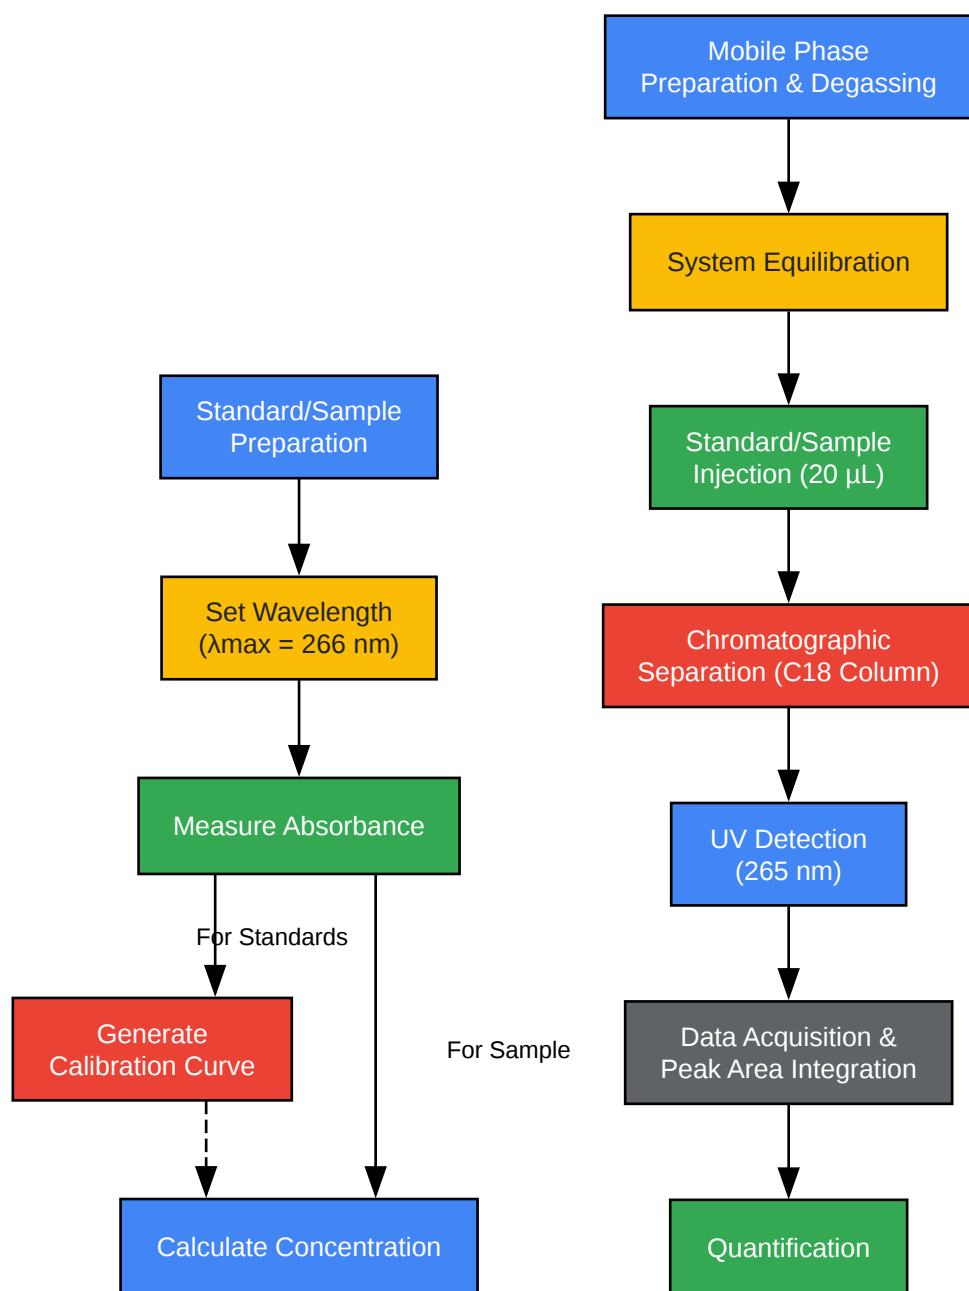 Mobile Phase
Preparation & Degassing
System Equilibration
Standard/Sample
Injection (20 µL)
Chromatographic
Separation (C18 Column)
UV Detection
(265 nm)
Data Acquisition &
Peak Area Integration
Quantification
Standard/Sample
Preparation
Set Wavelength
(λmax = 266 nm)
Measure Absorbance
For Standards
Generate
Calibration Curve
For Sample
Calculate Concentration